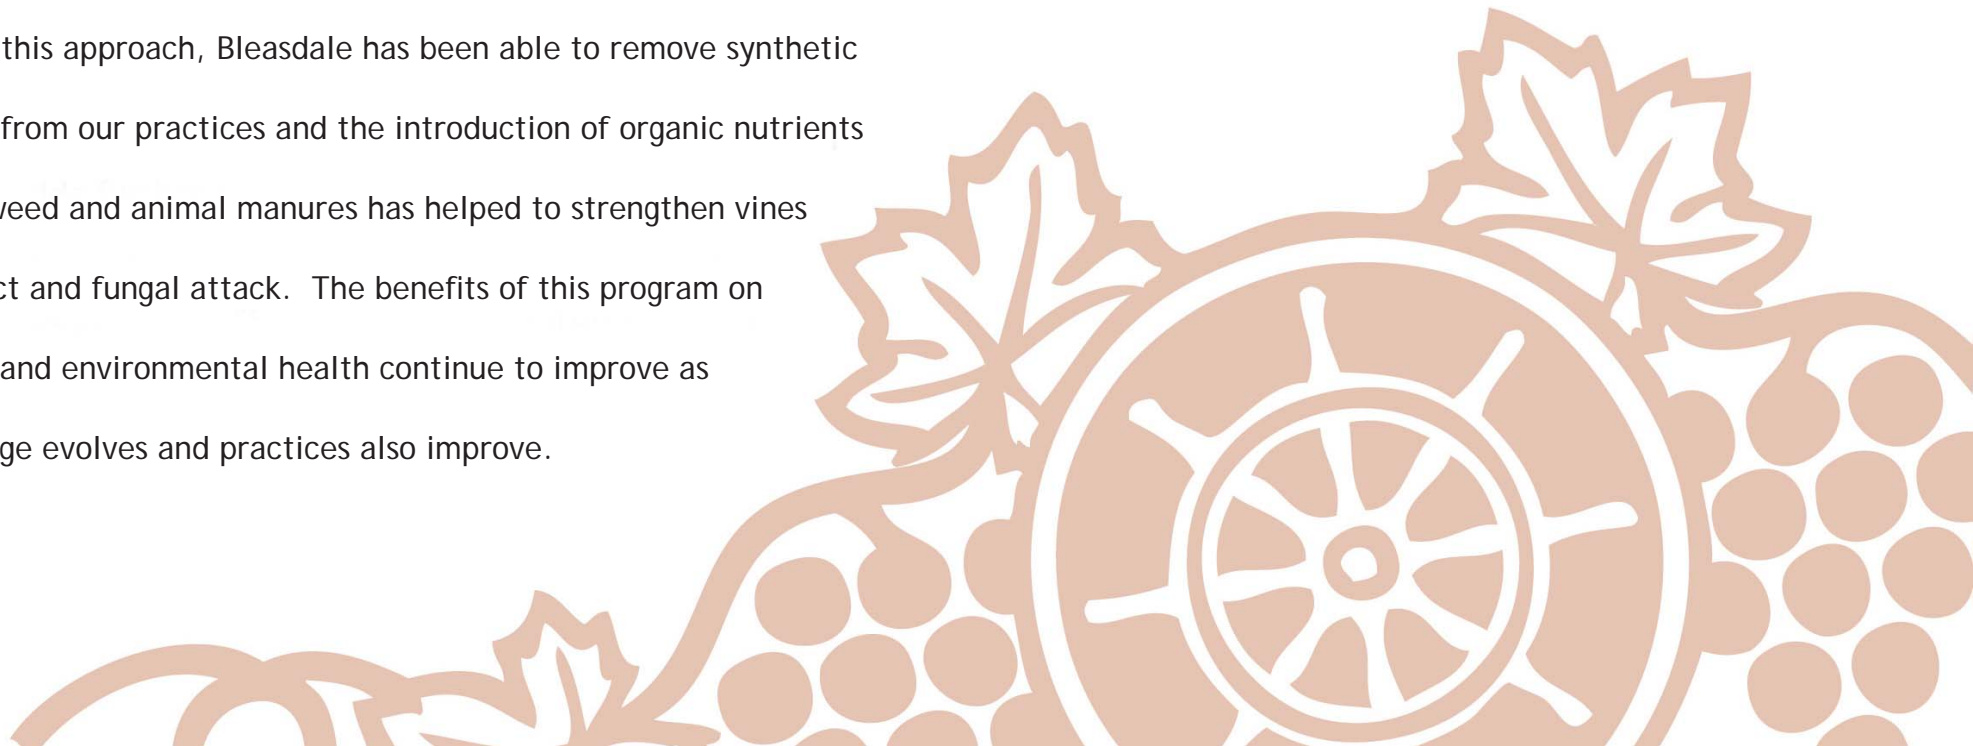 this approach, Bleasdale has been able to remove synthetic
from our practices and the introduction of organic nutrients
weed and animal manures has helped to strengthen vines
ct and fungal attack. The benefits of this program on
and environmental health continue to improve as
ge evolves and practices also improve.